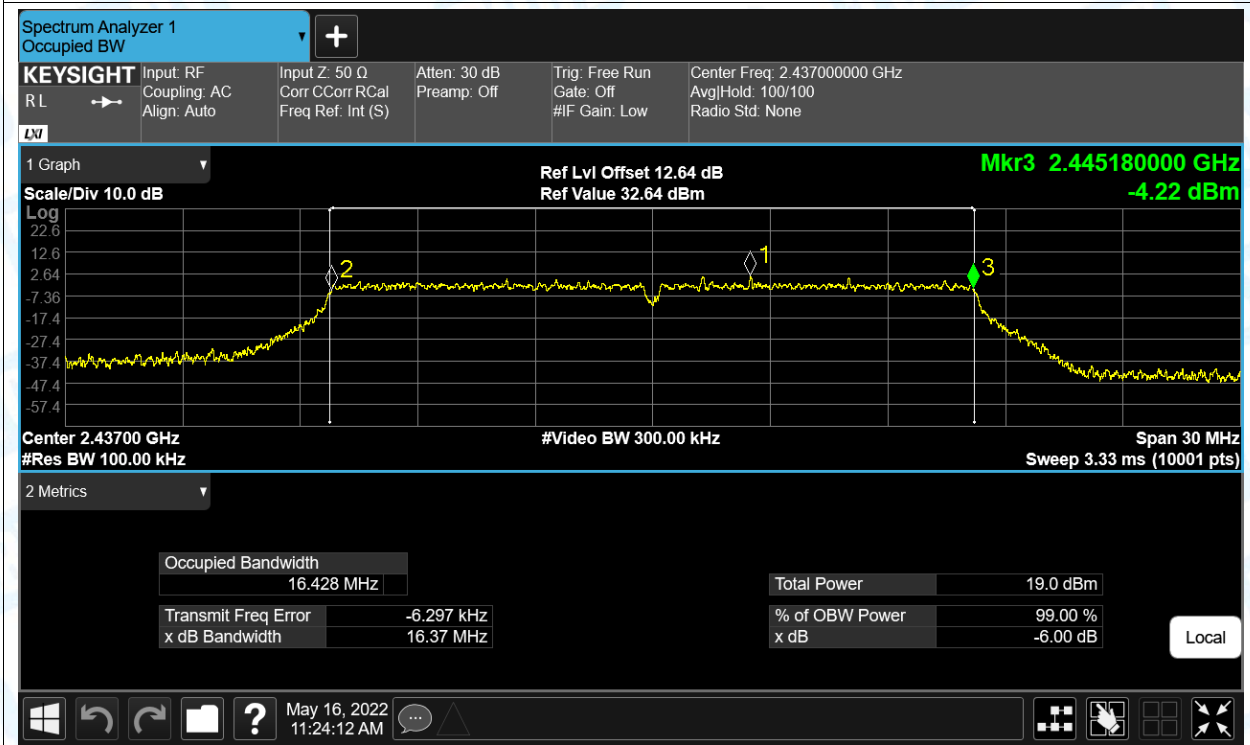 Spectrum Analyzer 1
Occupied BW
▼
+
KEYSIGHT
R L
LXI
Input: RF
Coupling: AC
Align: Auto
Input Z: 50 Ω
Corr CCorr RCal
Freq Ref: Int (S)
Atten: 30 dB
Preamp: Off
Trig: Free Run
Gate: Off
#IF Gain: Low
Center Freq: 2.437000000 GHz
Avg|Hold: 100/100
Radio Std: None
1 Graph ▼
Scale/Div 10.0 dB
Ref Lvl Offset 12.64 dB
Ref Value 32.64 dBm
Mkr3 2.445180000 GHz
-4.22 dBm
Log
22.6
12.6
2.64
-7.36
-17.4
-27.4
-37.4
-47.4
-57.4
2
1
3
Center 2.43700 GHz
#Res BW 100.00 kHz
#Video BW 300.00 kHz
Span 30 MHz
Sweep 3.33 ms (10001 pts)
2 Metrics ▼
Occupied Bandwidth
16.428 MHz
Transmit Freq Error -6.297 kHz
x dB Bandwidth 16.37 MHz
Total Power 19.0 dBm
% of OBW Power 99.00 %
x dB -6.00 dB
Local
?
May 16, 2022
11:24:12 AM